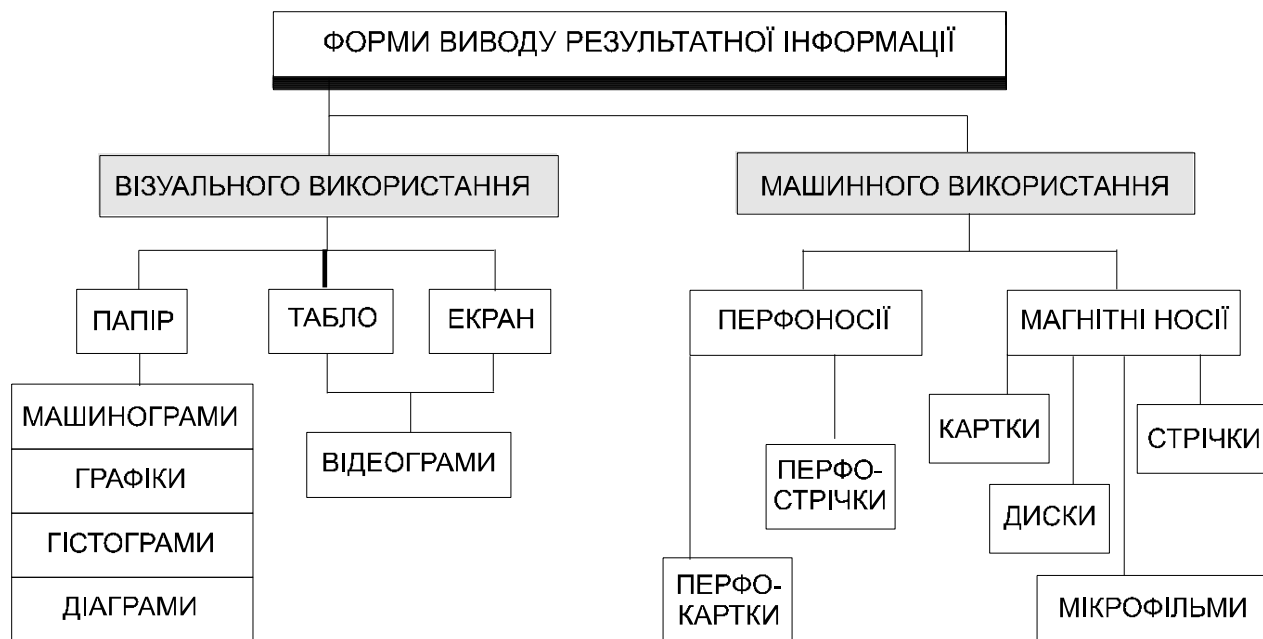 ФОРМИ ВИВОДУ РЕЗУЛЬТАТНОЇ ІНФОРМАЦІЇ
ВІЗУАЛЬНОГО ВИКОРИСТАННЯ
МАШИННОГО ВИКОРИСТАННЯ
ПАПІР
ТАБЛО
ЕКРАН
ПЕРФОНОСІЇ
МАГНІТНІ НОСІЇ
МАШИНОГРАМИ
ГРАФІКИ
ГІСТОГРАМИ
ДІАГРАМИ
ВІДЕОГРАМИ
ПЕРФО-
КАРТКИ
ПЕРФО-
СТРІЧКИ
КАРТКИ
ДИСКИ
МІКРОФІЛЬМИ
СТРІЧКИ